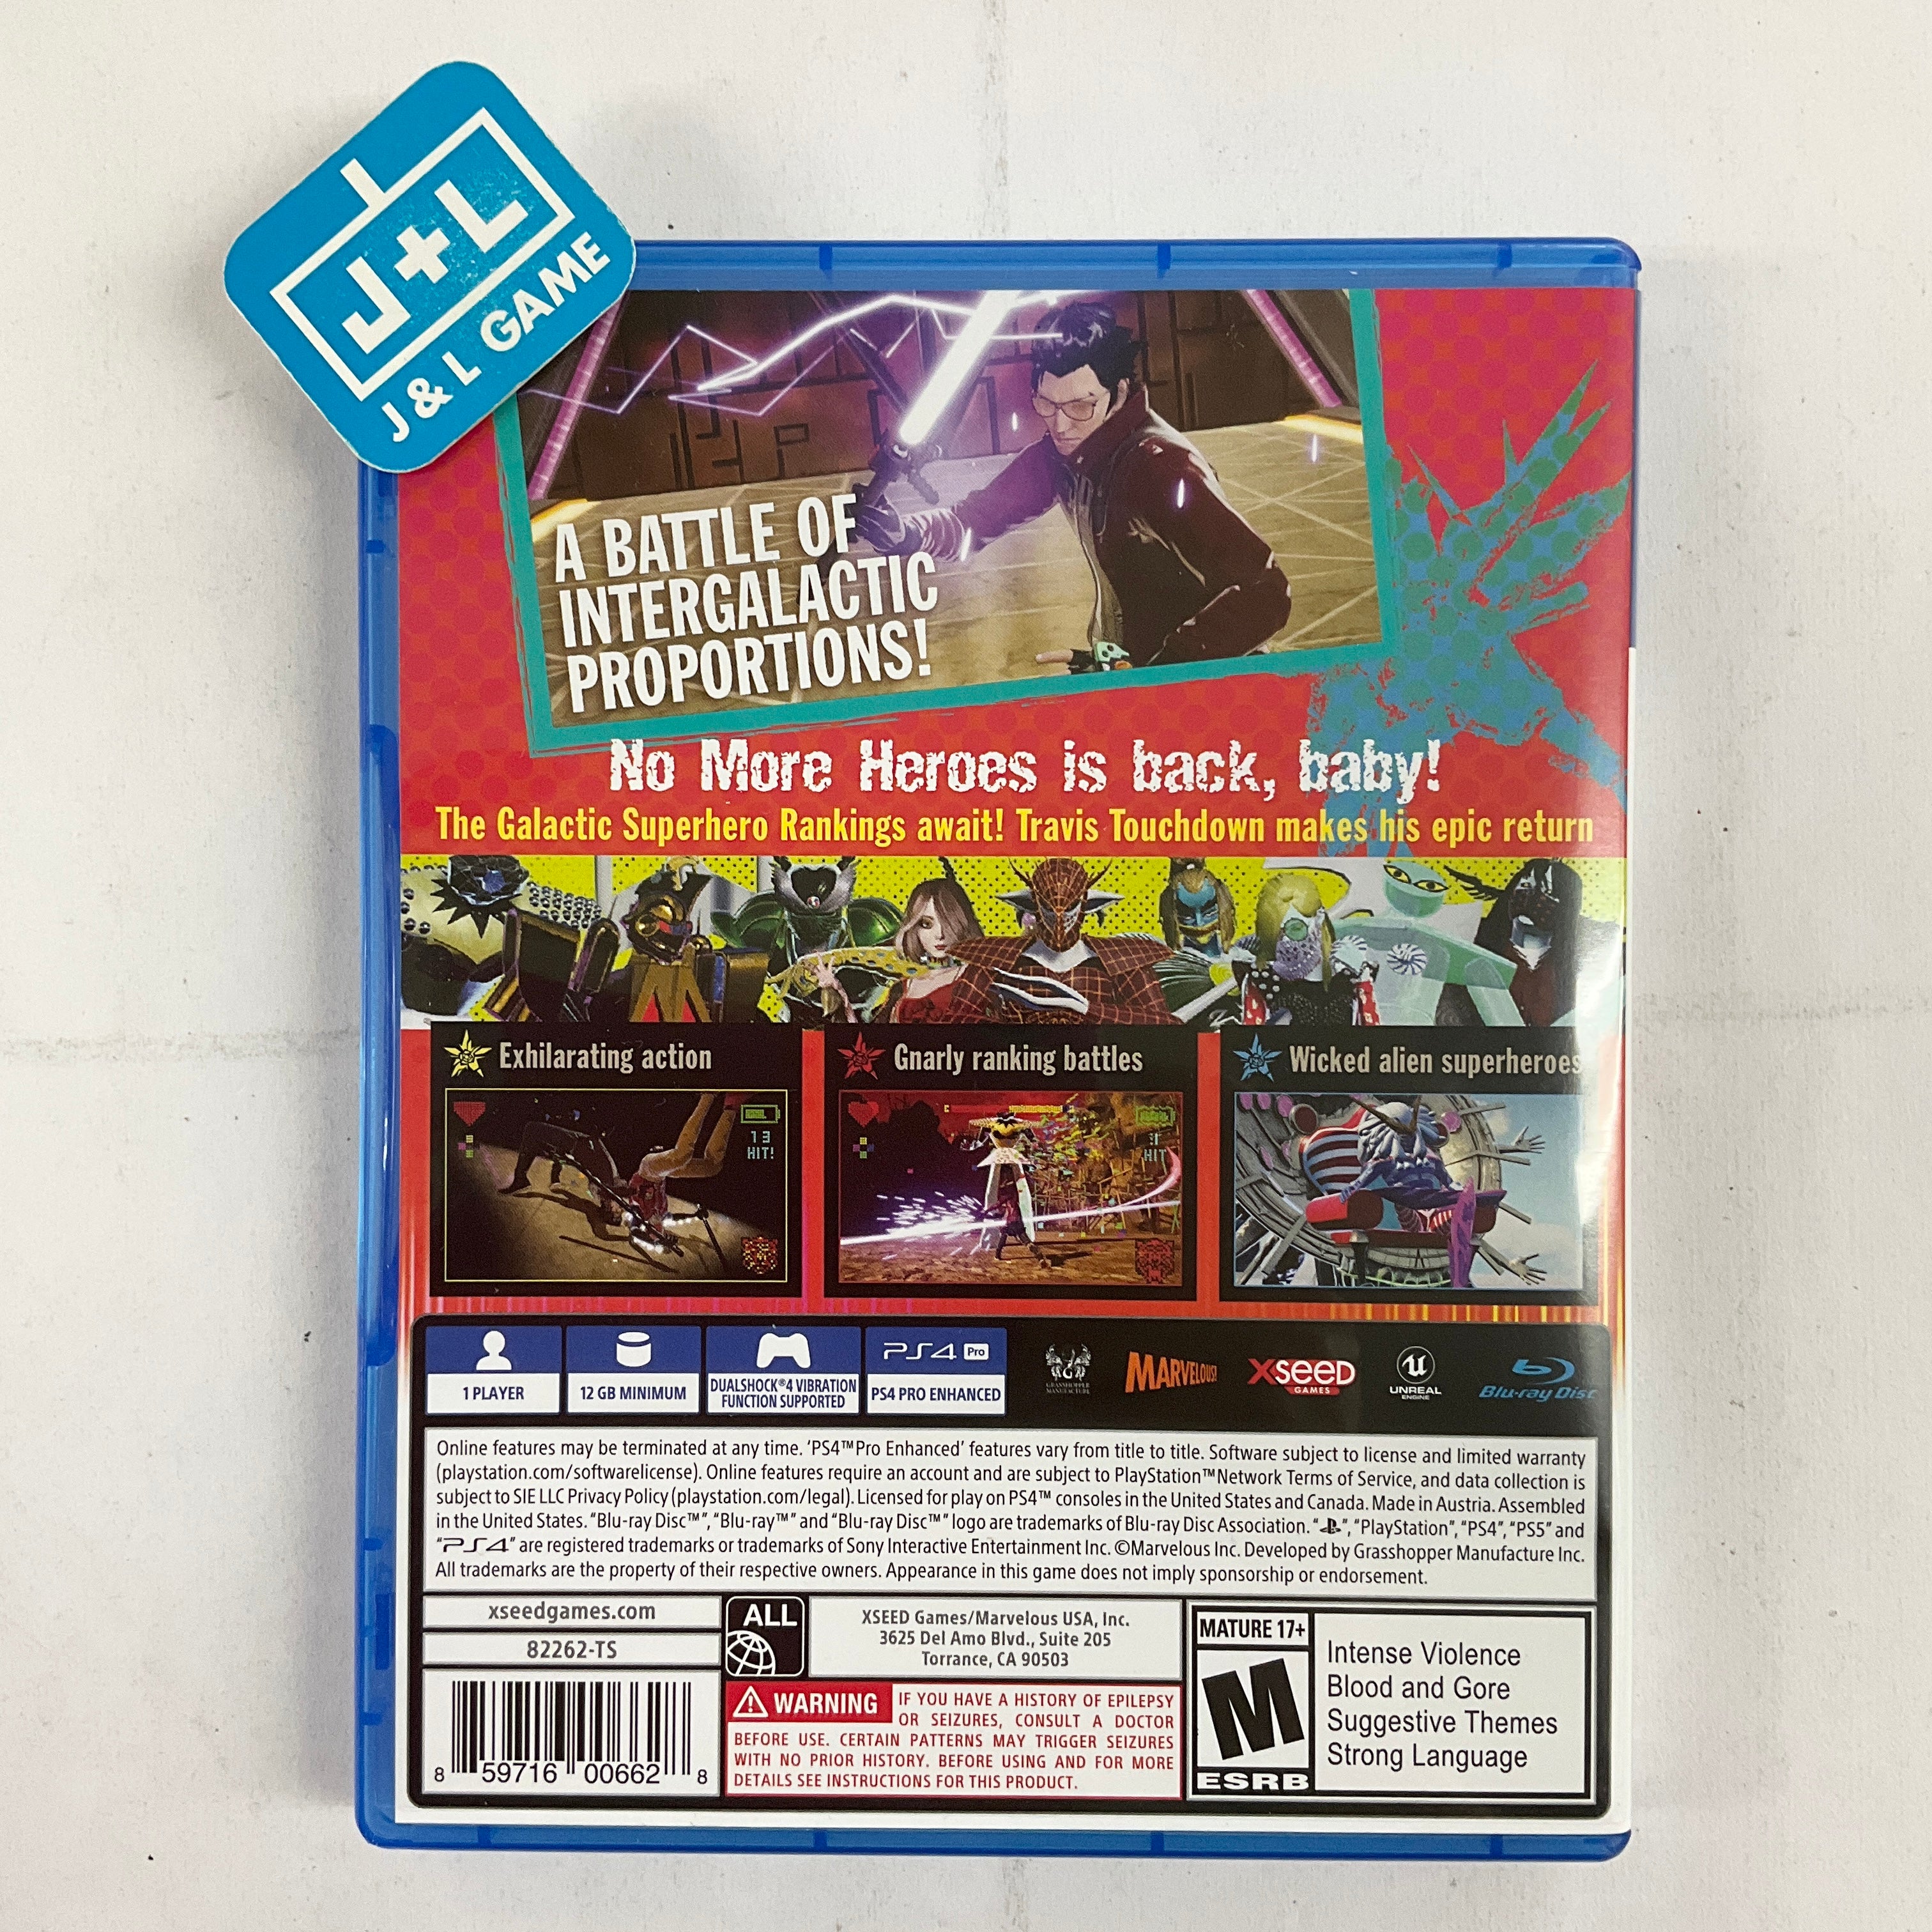 J+L
J & L GAME
A BATTLE OF
INTERGALACTIC
PROPORTIONS!
No More Heroes is back, baby!
The Galactic Superhero Rankings await! Travis Touchdown makes his epic return
Exhilarating action
Gnarly ranking battles
Wicked alien superheroes
13
HIT!
HIT
PS4 Pro
1 PLAYER
12 GB MINIMUM
DUALSHOCK®4 VIBRATION
FUNCTION SUPPORTED
PS4 PRO ENHANCED
GRASSHOPPER
MANUFACTURE
MARVELOUS!
XSEED
GAMES
UNREAL
ENGINE
Blu-ray Disc
Online features may be terminated at any time. ‘PS4™Pro Enhanced’ features vary from title to title. Software subject to license and limited warranty
(playstation.com/softwarelicense). Online features require an account and are subject to PlayStation™Network Terms of Service, and data collection is
subject to SIE LLC Privacy Policy (playstation.com/legal). Licensed for play on PS4™ consoles in the United States and Canada. Made in Austria. Assembled
in the United States. “Blu-ray Disc™”, “Blu-ray™” and “Blu-ray Disc™” logo are trademarks of Blu-ray Disc Association. “PS”, “PlayStation”, “PS4”, “PS5” and
“PS4” are registered trademarks or trademarks of Sony Interactive Entertainment Inc. ©Marvelous Inc. Developed by Grasshopper Manufacture Inc.
All trademarks are the property of their respective owners. Appearance in this game does not imply sponsorship or endorsement.
xseedgames.com
82262-TS
ALL
XSEED Games/Marvelous USA, Inc.
3625 Del Amo Blvd., Suite 205
Torrance, CA 90503
WARNING IF YOU HAVE A HISTORY OF EPILEPSY
OR SEIZURES, CONSULT A DOCTOR
BEFORE USE. CERTAIN PATTERNS MAY TRIGGER SEIZURES
WITH NO PRIOR HISTORY. BEFORE USING AND FOR MORE
DETAILS SEE INSTRUCTIONS FOR THIS PRODUCT.
8 59716 00662 8
MATURE 17+
M
ESRB
Intense Violence
Blood and Gore
Suggestive Themes
Strong Language